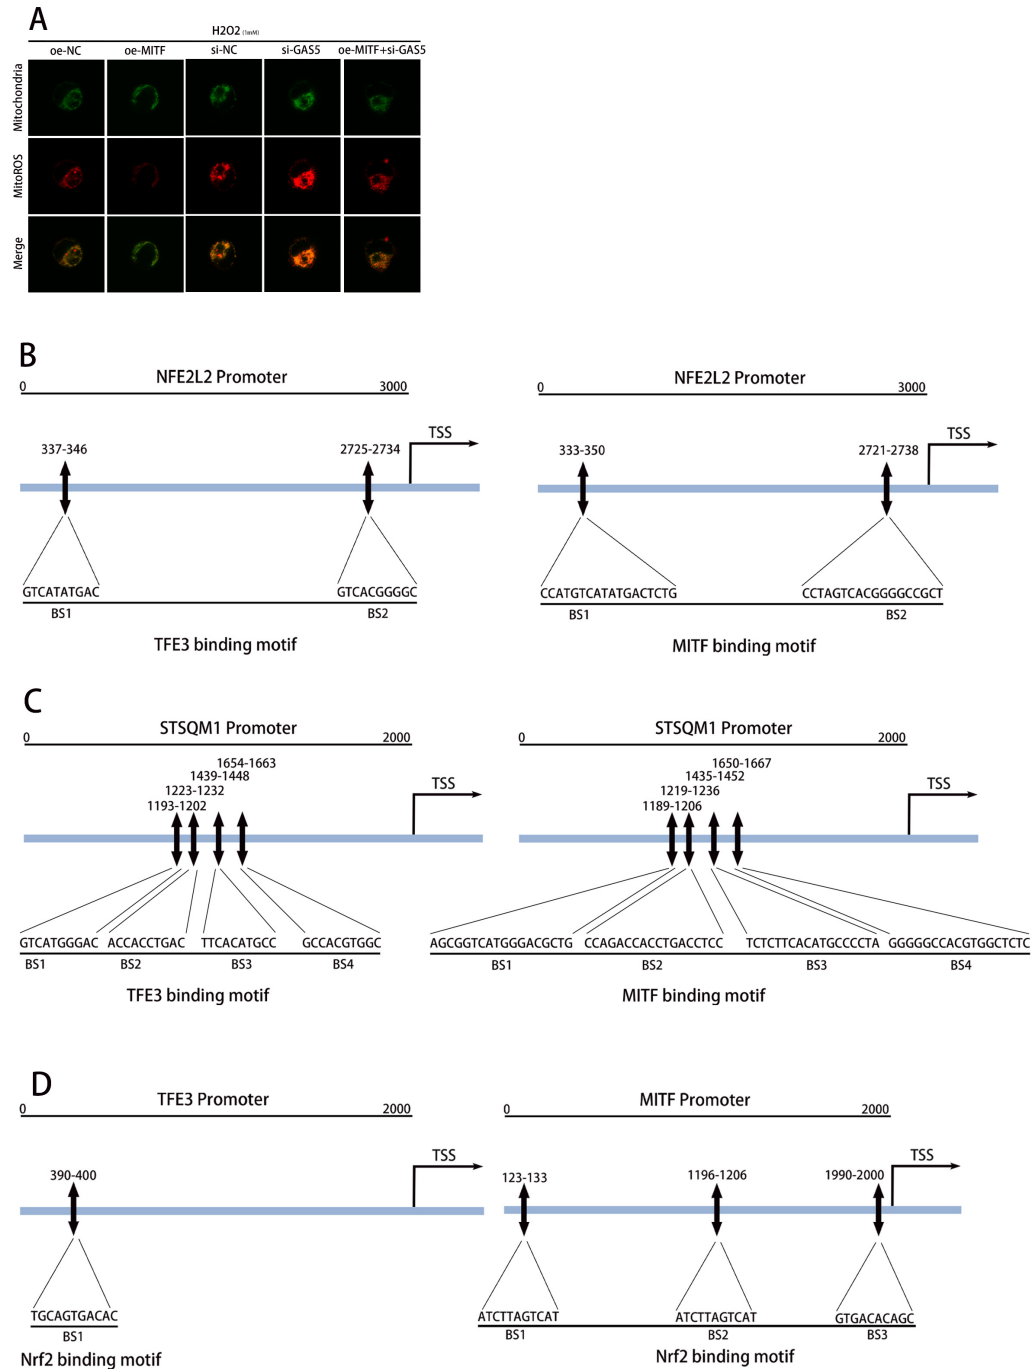 A
H2O2 (1mM)
oe-NC oe-MITF si-NC si-GAS5 oe-MITF+si-GAS5
Mitochondria
MitoROS
Merge
B
NFE2L2 Promoter
0 3000
337-346 2725-2734 TSS
GTCATATGAC GTCACGGGGC
BS1 BS2
TFE3 binding motif
NFE2L2 Promoter
0 3000
333-350 2721-2738 TSS
CCATGTCATATGACTCTG CCTAGTCACGGGGCCGCT
BS1 BS2
MITF binding motif
C
STSQM1 Promoter
0 2000
1654-1663
1439-1448
1223-1232
1193-1202
TSS
GTCATGGGAC ACCACCTGAC TTCACATGCC GCCACGTGGC
BS1 BS2 BS3 BS4
TFE3 binding motif
STSQM1 Promoter
0 2000
1650-1667
1435-1452
1219-1236
1189-1206
TSS
AGCGGTCATGGGACGCTG CCAGACCACCTGACCTCC TCTCTTCACATGCCCCTA GGGGGCCACGTGGCTCTC
BS1 BS2 BS3 BS4
MITF binding motif
D
TFE3 Promoter
0 2000
390-400 TSS
TGCAGTGACAC
BS1
Nrf2 binding motif
MITF Promoter
0 2000
123-133 1196-1206 1990-2000 TSS
ATCTTAGTCAT ATCTTAGTCAT GTGACACAGC
BS1 BS2 BS3
Nrf2 binding motif